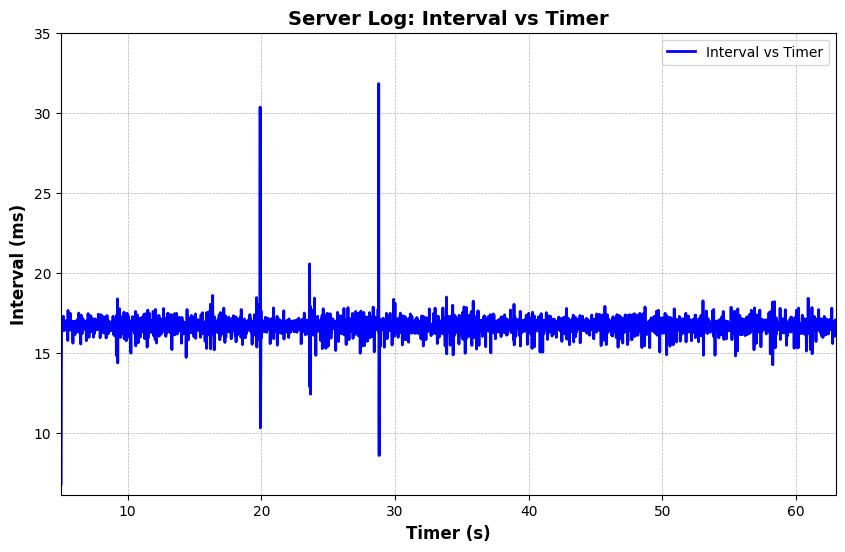 Server Log: Interval vs Timer
Interval vs Timer
35
30
25
20
15
10
Interval (ms)
10 20 30 40 50 60
Timer (s)